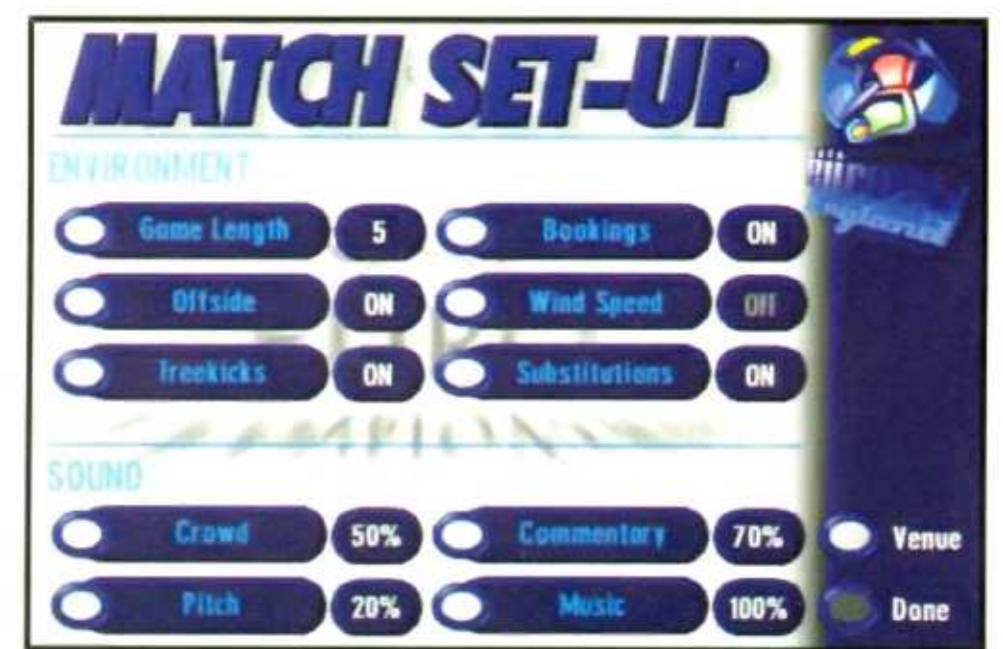 MATCH SET-UP
ENVIRONMENT
Game Length 5 Bookings ON
Offside ON Wind Speed Off
Freekicks ON Substitutions ON
SOUND
Crowd 50% Commentary 70% Venue
Pitch 20% Music 100% Done